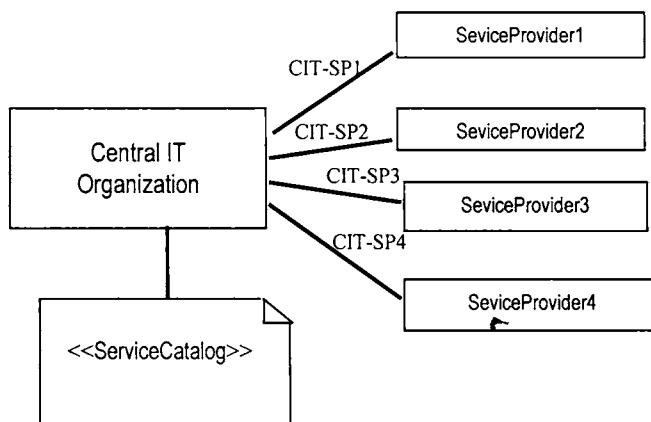 SeviceProvider1
CIT-SP1
CIT-SP2
SeviceProvider2
Central IT
Organization
CIT-SP3
SeviceProvider3
CIT-SP4
SeviceProvider4
<<ServiceCatalog>>